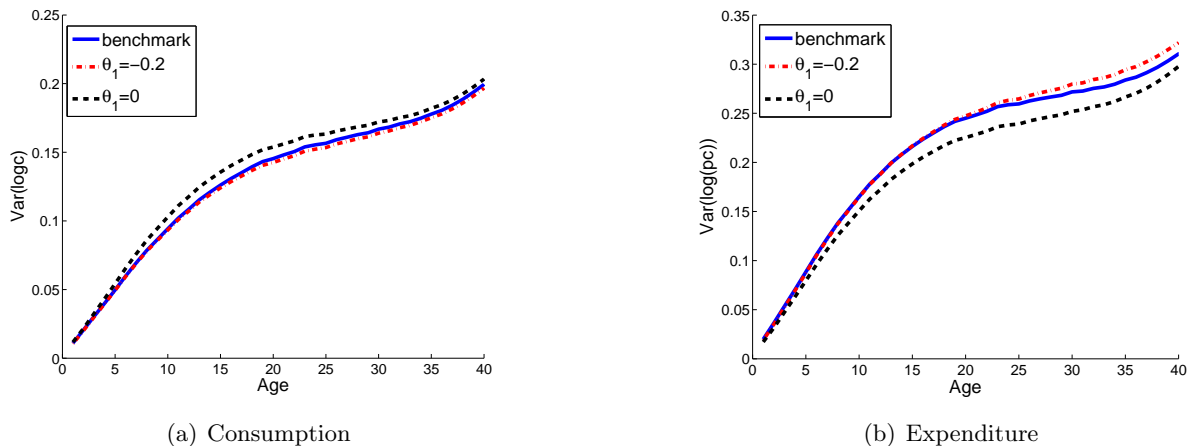 0.25
0.2
0.15
0.1
0.05
0
Var(logc)
benchmark
θ1=−0.2
θ1=0
0 5 10 15 20 25 30 35 40
Age
(a) Consumption
0.35
0.3
0.25
0.2
0.15
0.1
0.05
0
Var(log(pc))
benchmark
θ1=−0.2
θ1=0
0 5 10 15 20 25 30 35 40
Age
(b) Expenditure